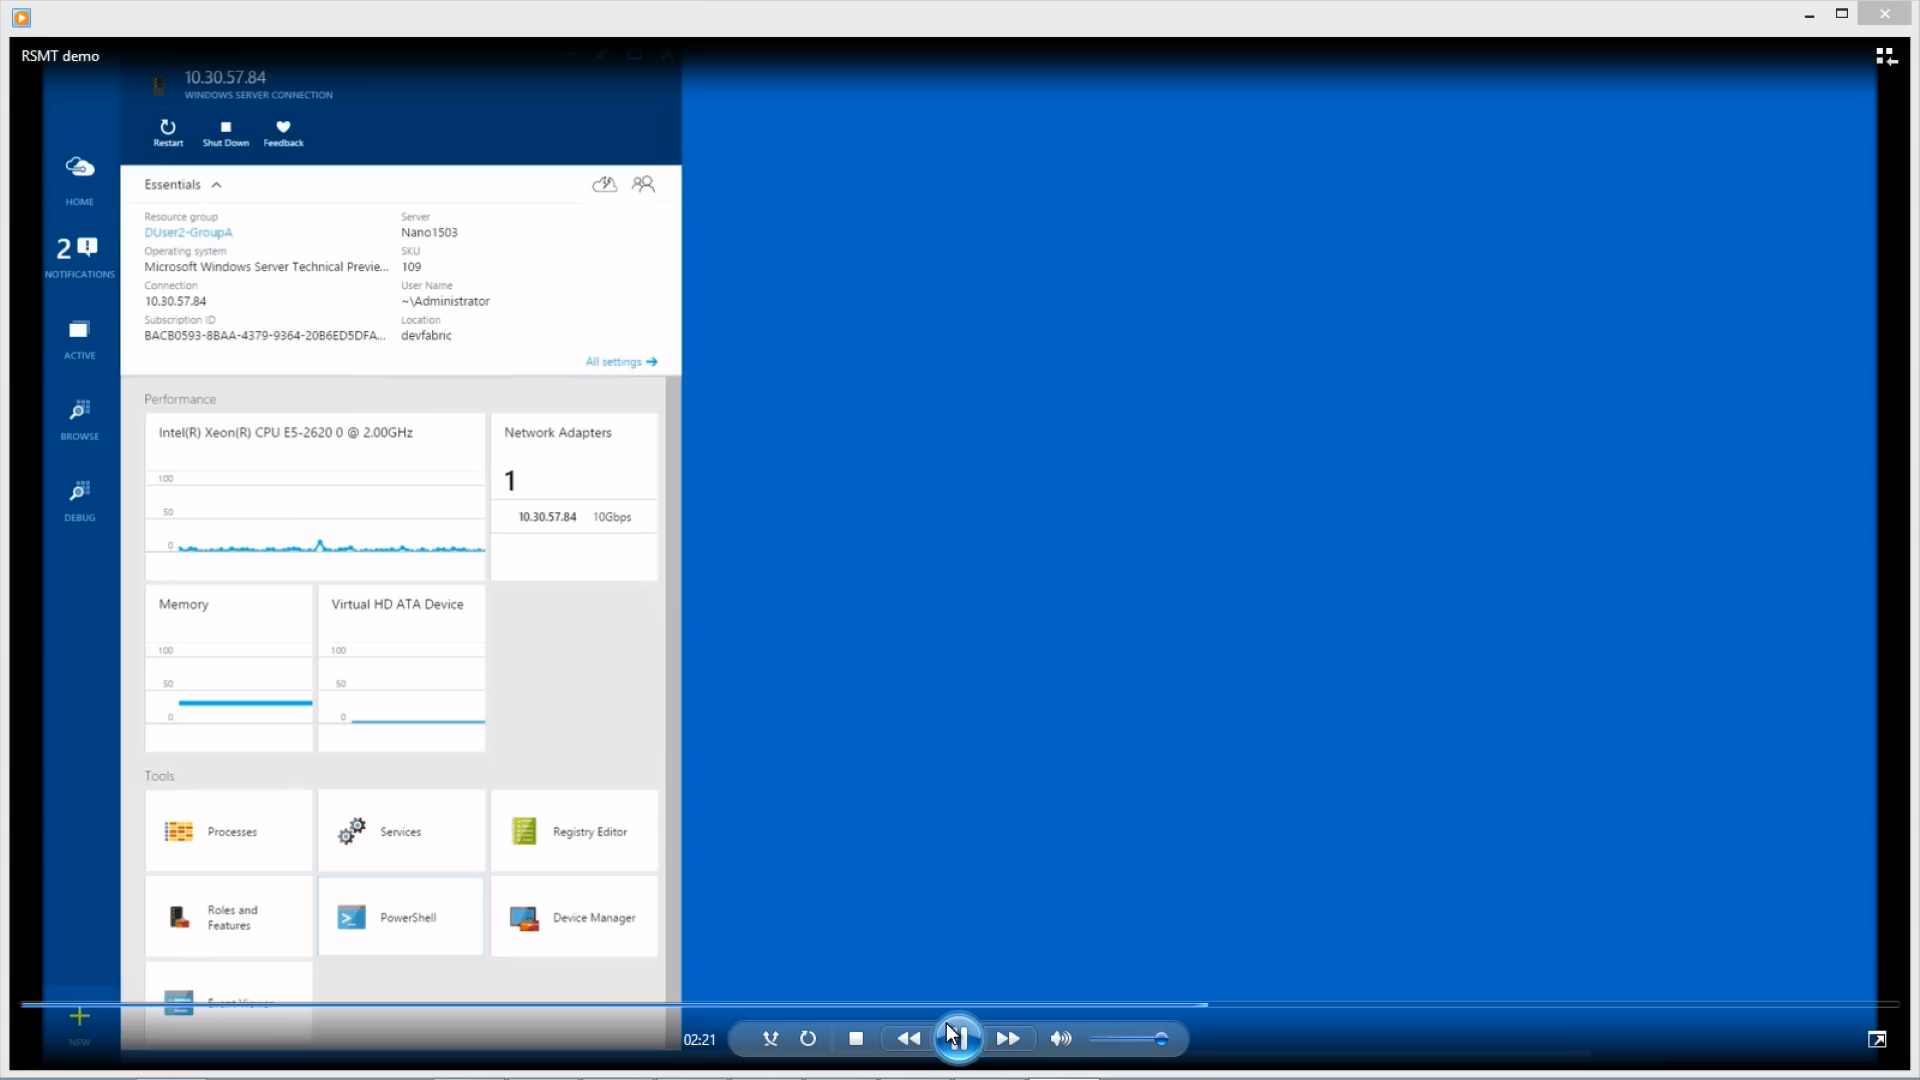 RSMT demo
10.30.57.84
WINDOWS SERVER CONNECTION
Restart
Shut Down
Feedback
HOME
2
NOTIFICATIONS
ACTIVE
BROWSE
DEBUG
NEW
Essentials
Resource group
DUser2-GroupA
Server
Nano1503
Operating system
Microsoft Windows Server Technical Previe...
SKU
109
Connection
10.30.57.84
User Name
~\Administrator
Subscription ID
BACB0593-8BAA-4379-9364-20B6ED5DFA...
Location
devfabric
All settings
Performance
Intel(R) Xeon(R) CPU E5-2620 0 @ 2.00GHz
100
50
0
Network Adapters
1
10.30.57.84 10Gbps
Memory
100
50
0
Virtual HD ATA Device
100
50
0
Tools
Processes
Services
Registry Editor
Roles and
Features
PowerShell
Device Manager
Event Viewer
02:21